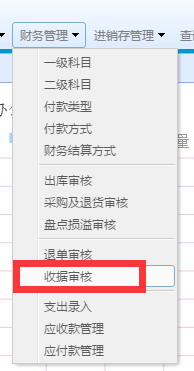 财务管理 进销存管理
一级科目
二级科目
付款类型
付款方式
财务结算方式
出库审核
采购及退货审核
盘点损溢审核
退单审核
收据审核
支出录入
应收款管理
应付款管理
量